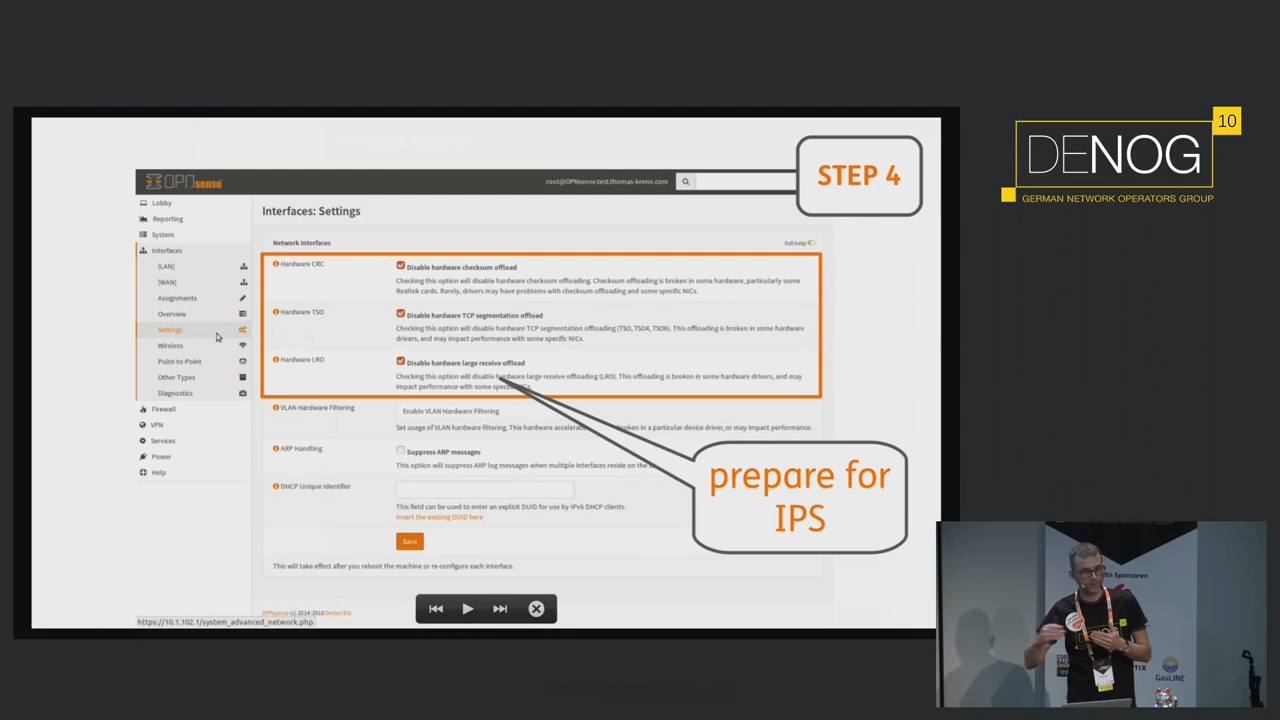 10
DENOG
GERMAN NETWORK OPERATORS GROUP
STEP 4
OPNsense
root@OPNsense.test.thomas-krenn.com
Lobby
Reporting
System
Interfaces
[LAN]
[WAN]
Assignments
Overview
Settings
Wireless
Point-to-Point
Other Types
Diagnostics
Firewall
VPN
Services
Power
Help
Interfaces: Settings
Network Interfaces
full help
Hardware CRC
Disable hardware checksum offload
Checking this option will disable hardware checksum offloading. Checksum offloading is broken in some hardware, particularly some
Realtek cards. Rarely, drivers may have problems with checksum offloading and some specific NICs.
Hardware TSO
Disable hardware TCP segmentation offload
Checking this option will disable hardware TCP segmentation offloading (TSO, TSO4, TSO6). This offloading is broken in some hardware
drivers, and may impact performance with some specific NICs.
Hardware LRO
Disable hardware large receive offload
Checking this option will disable hardware large receive offloading (LRO). This offloading is broken in some hardware drivers, and may
impact performance with some specific NICs.
VLAN Hardware Filtering
Enable VLAN Hardware Filtering
Set usage of VLAN hardware filtering. This hardware broken in a particular device driver, or may impact performance.
ARP Handling
Suppress ARP messages
This option will suppress ARP log messages when multiple interfaces reside on the
DHCP Unique Identifier
This field can be used to enter an explicit DUID for use by IPv6 DHCP clients.
Insert the existing DUID here
Save
This will take effect after you reboot the machine or re-configure each interface.
prepare for
IPS
OPNsense (c) 2014-2018 Deciso B.V.
https://10.1.102.1/system_advanced_network.php
Sponsoren
GasLINE